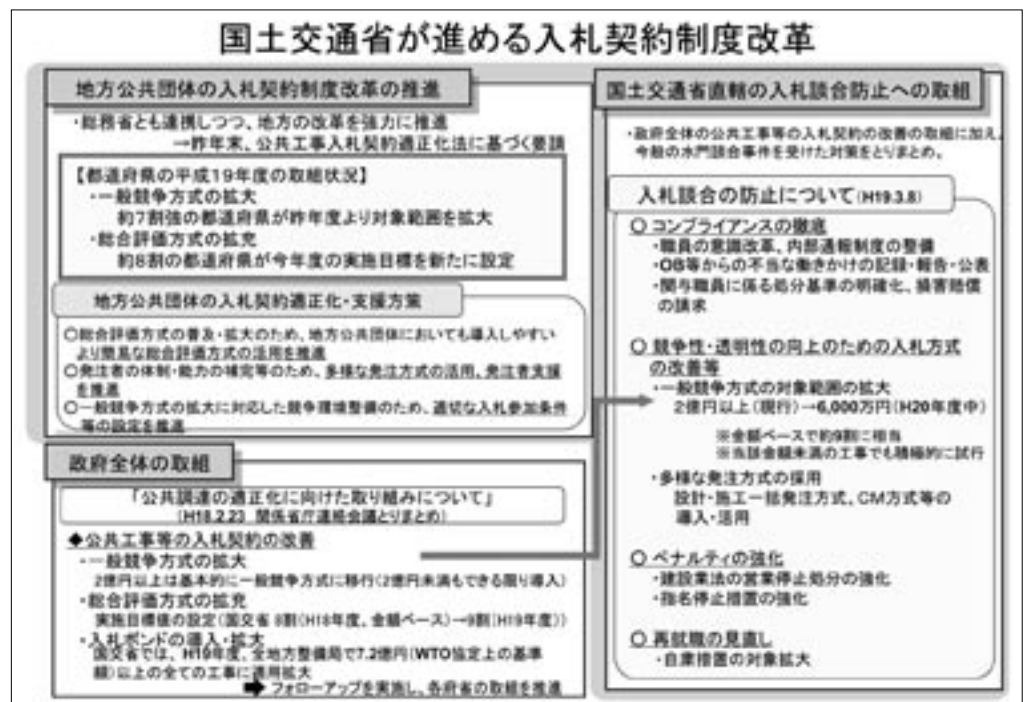 国土交通省が進める入札契約制度改革
地方公共団体の入札契約制度改革の推進
・総務省とも連携しつつ、地方の改革を強力に推進
→昨年末、公共工事入札契約適正化法に基づく要請
【都道府県の平成19年度の取組状況】
・一般競争方式の拡大
約7割強の都道府県が昨年度より対象範囲を拡大
・総合評価方式の拡充
約8割の都道府県が今年度の実施目標を新たに設定
地方公共団体の入札契約適正化・支援方策
○総合評価方式の普及・拡大のため、地方公共団体においても導入しやすい
より簡易な総合評価方式の活用を推進
○発注者の体制・能力の補完等のため、多様な発注方式の活用、発注者支援
を推進
○一般競争方式の拡大に対応した競争環境整備のため、適切な入札参加条件
等の設定を推進
政府全体の取組
「公共調達の適正化に向けた取り組みについて」
(H18.2.23 関係省庁連絡会議とりまとめ)
◆公共工事等の入札契約の改善
・一般競争方式の拡大
2億円以上は基本的に一般競争方式に移行(2億円未満もできる限り導入)
・総合評価方式の拡充
実施目標値の設定(国交省 8割(H18年度、金額ベース)→9割(H19年度))
・入札ボンドの導入・拡大
国交省では、H19年度、全地方整備局で7.2億円(WTO協定上の基準
額)以上の全ての工事に適用拡大
➡ フォローアップを実施し、各府省の取組を推進
国土交通省直轄の入札談合防止への取組
・政府全体の公共工事等の入札契約の改善の取組に加え、
今般の水門談合事件を受けた対策をとりまとめ。
入札談合の防止について(H19.3.8)
○ コンプライアンスの徹底
・職員の意識改革、内部通報制度の整備
・OB等からの不当な働きかけの記録・報告・公表
・関与職員に係る処分基準の明確化、損害賠償
の請求
○ 競争性・透明性の向上のための入札方式
の改善等
・一般競争方式の対象範囲の拡大
2億円以上(現行)→6,000万円(H20年度中)
※金額ベースで約9割に相当
※当該金額未満の工事でも積極的に試行
・多様な発注方式の採用
設計・施工一括発注方式、CM方式等の
導入・活用
○ ペナルティの強化
・建設業法の営業停止処分の強化
・指名停止措置の強化
○ 再就職の見直し
・自粛措置の対象拡大